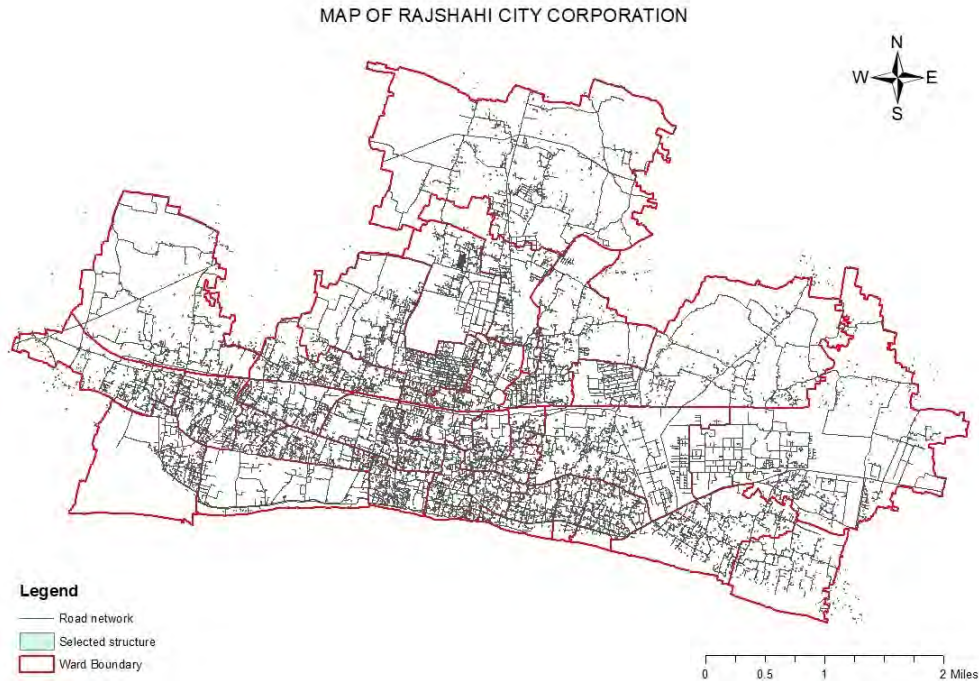 MAP OF RAJSHAHI CITY CORPORATION
N
W E
S
Legend
Road network
Selected structure
Ward Boundary
0 0.5 1 2 Miles